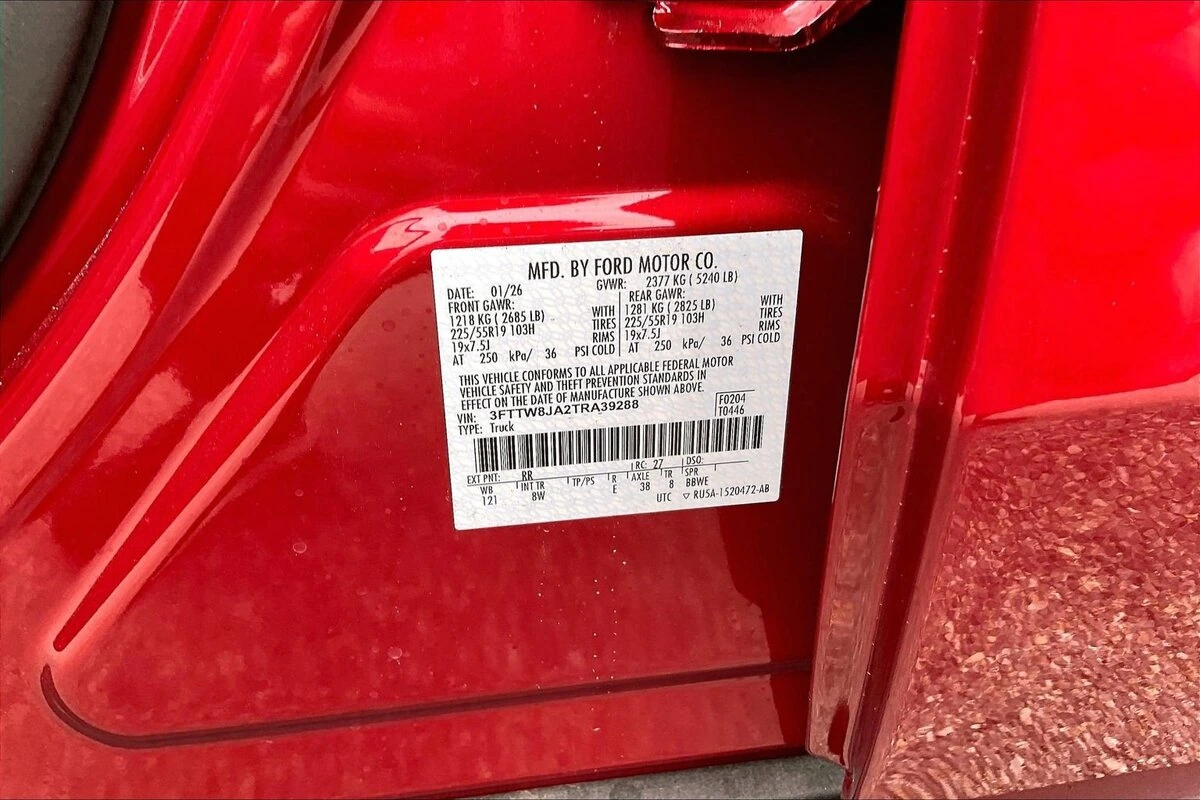 MFD. BY FORD MOTOR CO.
DATE: 01/26 GVWR: 2377 KG ( 5240 LB)
FRONT GAWR: REAR GAWR:
1218 KG ( 2685 LB) WITH 1281 KG ( 2825 LB) WITH
225/55R19 103H TIRES 225/55R19 103H TIRES
19x7.5J RIMS 19x7.5J RIMS
AT 250 kPa/ 36 PSI COLD AT 250 kPa/ 36 PSI COLD
THIS VEHICLE CONFORMS TO ALL APPLICABLE FEDERAL MOTOR
VEHICLE SAFETY AND THEFT PREVENTION STANDARDS IN
EFFECT ON THE DATE OF MANUFACTURE SHOWN ABOVE.
VIN: 3FTTW8JA2TRA39288 F0204
TYPE: Truck T0446
EXT PNT: RR RC: 27 DSO:
WB INT TR TP/PS R AXLE TR SPR
121 8W E 38 8 BBWE
UTC ▽ RU5A-1520472-AB